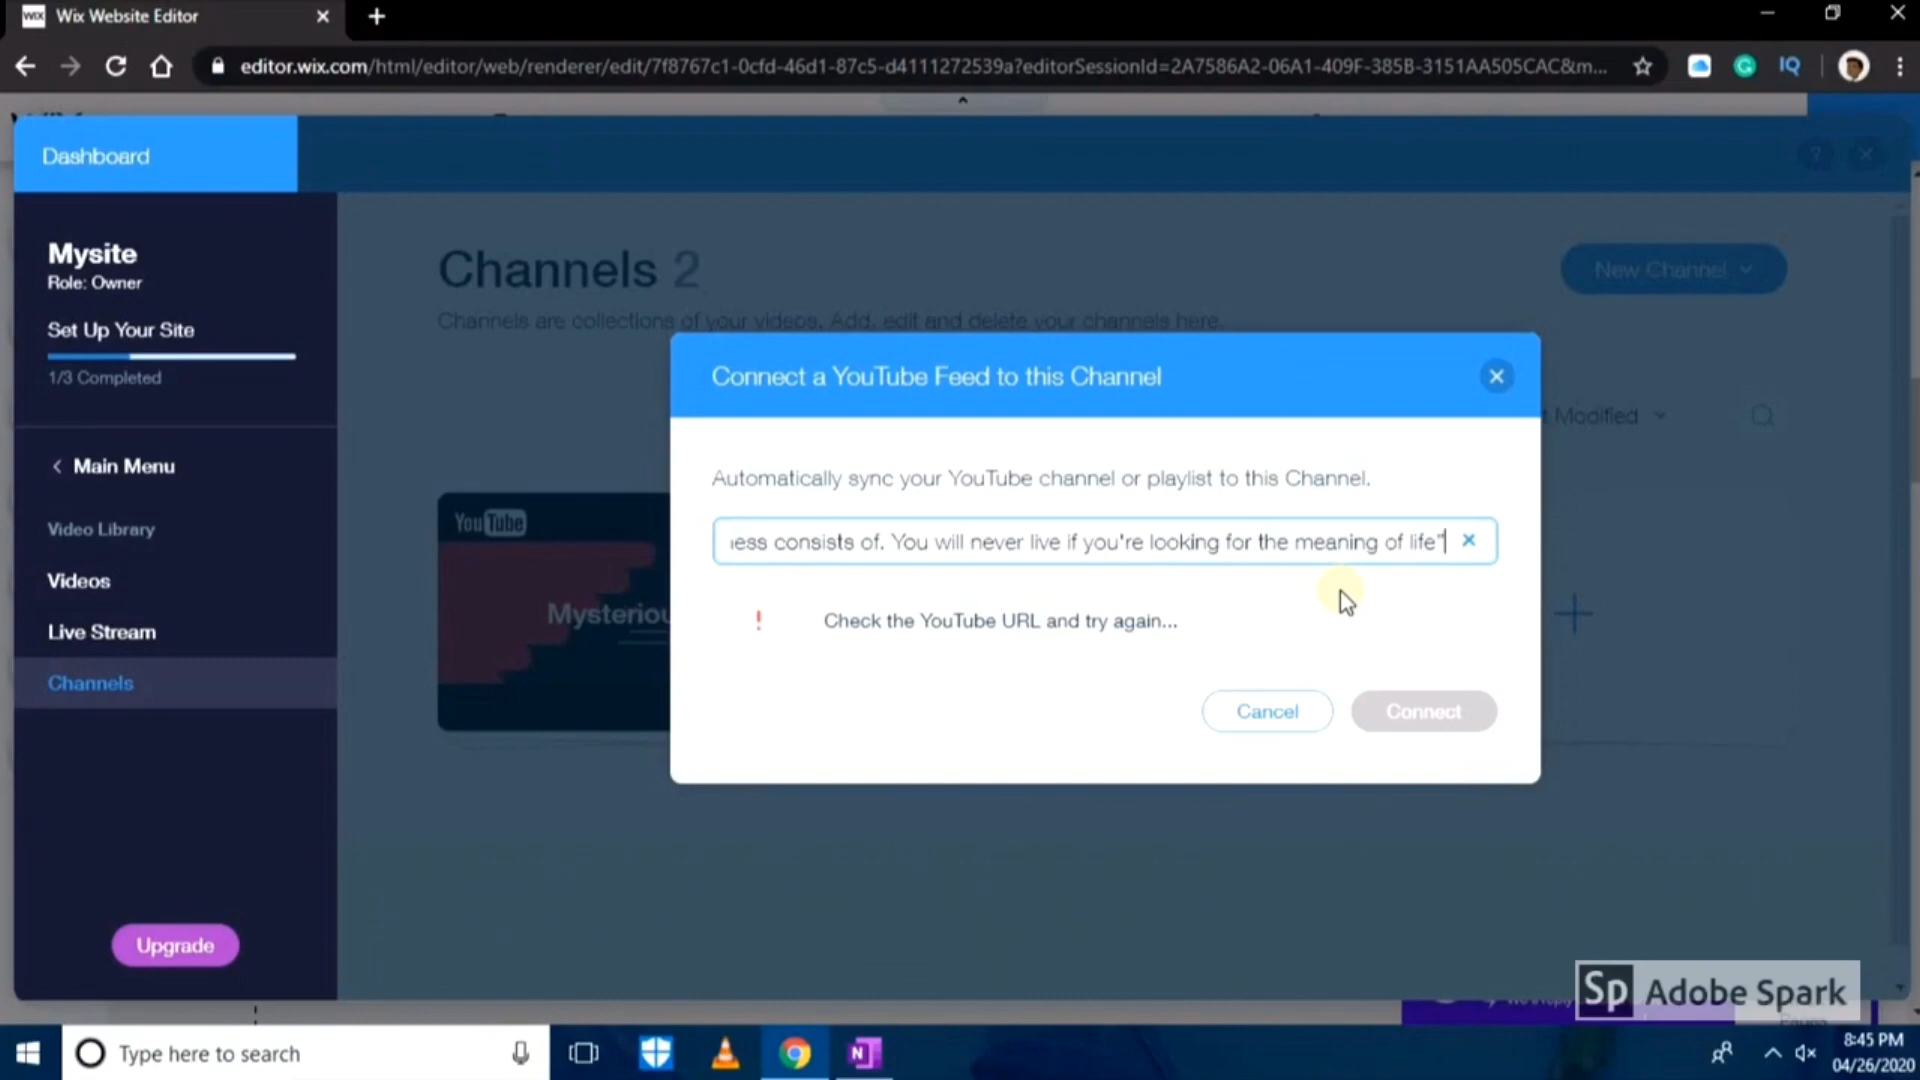 WIX Wix Website Editor
editor.wix.com/html/editor/web/renderer/edit/7f8767c1-0cfd-46d1-87c5-d4111272539a?editorSessionId=2A7586A2-06A1-409F-385B-3151AA505CAC&m...
IQ
Dashboard
?
Mysite
Role: Owner
Set Up Your Site
1/3 Completed
Main Menu
Video Library
Videos
Live Stream
Channels
Upgrade
Channels 2
New Channel
Channels are collections of your videos. Add, edit and delete your channels here.
Modified
YouTube
Connect a YouTube Feed to this Channel
Automatically sync your YouTube channel or playlist to this Channel.
ess consists of. You will never live if you're looking for the meaning of life"
! Check the YouTube URL and try again...
Cancel
Connect
Sp Adobe Spark
Type here to search
N
8:45 PM
04/26/2020